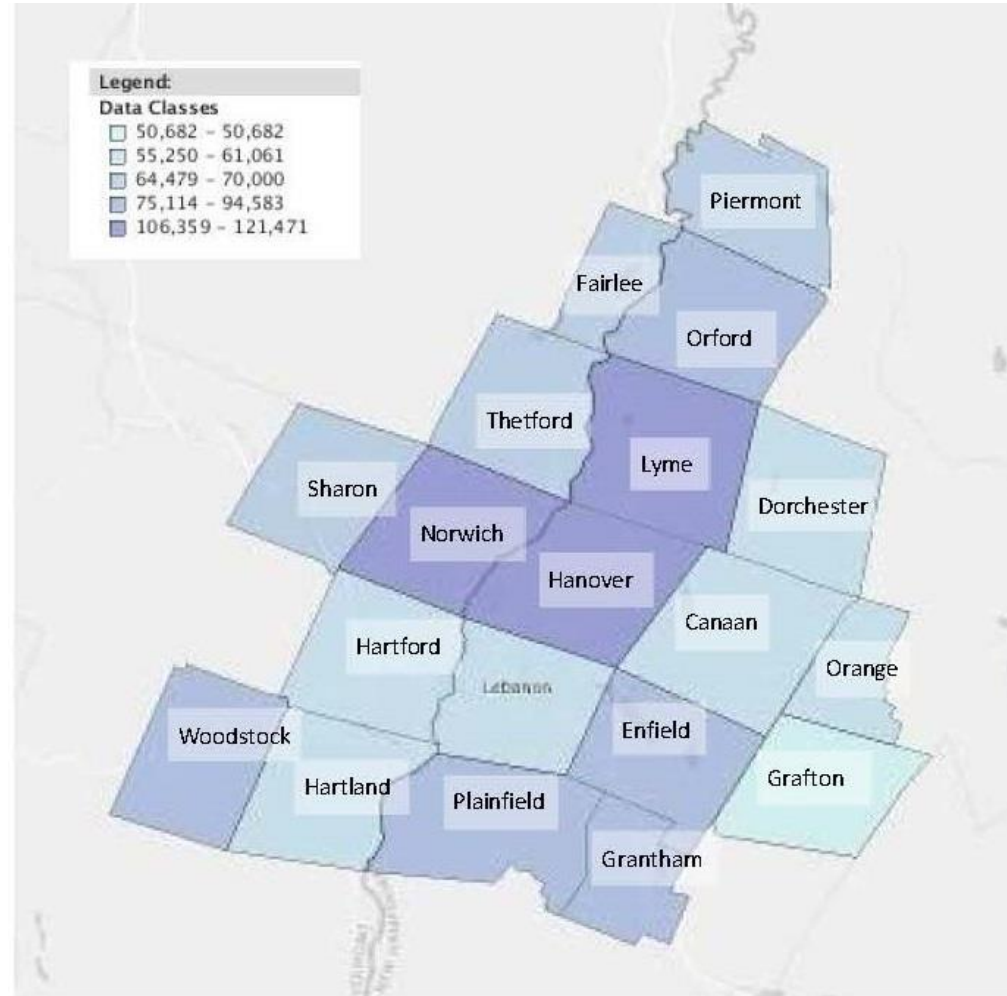 Legend:
Data Classes
50,682 - 50,682
55,250 - 61,061
64,479 - 70,000
75,114 - 94,583
106,359 - 121,471
Piermont
Fairlee
Orford
Thetford
Lyme
Sharon
Dorchester
Norwich
Hanover
Canaan
Hartford
Orange
Lebanon
Woodstock
Enfield
Hartland
Plainfield
Grafton
Grantham